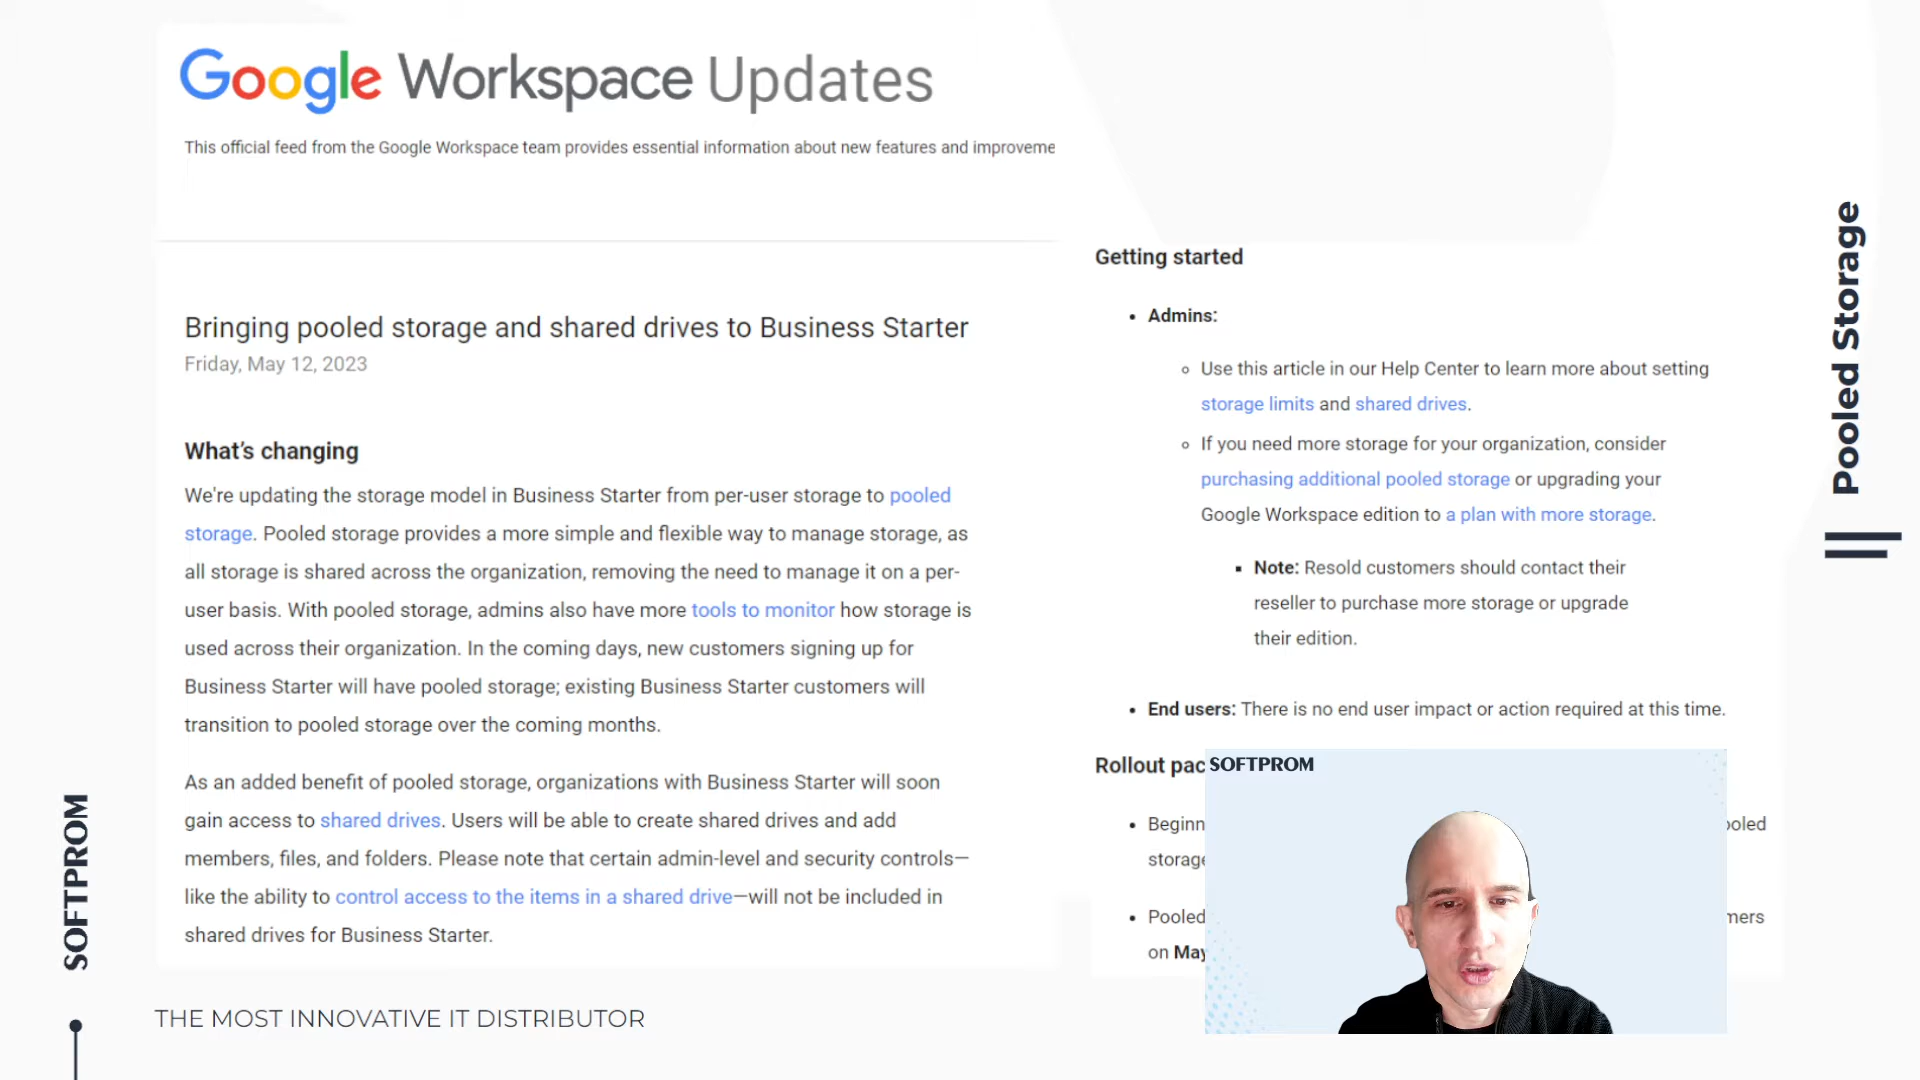 Google Workspace Updates
This official feed from the Google Workspace team provides essential information about new features and improveme
Bringing pooled storage and shared drives to Business Starter
Friday, May 12, 2023
What's changing
We're updating the storage model in Business Starter from per-user storage to pooled
storage. Pooled storage provides a more simple and flexible way to manage storage, as
all storage is shared across the organization, removing the need to manage it on a per-
user basis. With pooled storage, admins also have more tools to monitor how storage is
used across their organization. In the coming days, new customers signing up for
Business Starter will have pooled storage; existing Business Starter customers will
transition to pooled storage over the coming months.
As an added benefit of pooled storage, organizations with Business Starter will soon
gain access to shared drives. Users will be able to create shared drives and add
members, files, and folders. Please note that certain admin-level and security controls—
like the ability to control access to the items in a shared drive—will not be included in
shared drives for Business Starter.
Getting started
• Admins:
◦ Use this article in our Help Center to learn more about setting
storage limits and shared drives.
◦ If you need more storage for your organization, consider
purchasing additional pooled storage or upgrading your
Google Workspace edition to a plan with more storage.
▪ Note: Resold customers should contact their
reseller to purchase more storage or upgrade
their edition.
• End users: There is no end user impact or action required at this time.
Rollout pac
• Beginn
ooled
storage
• Pooled
mers
on May
SOFTPROM
Pooled Storage
SOFTPROM
THE MOST INNOVATIVE IT DISTRIBUTOR